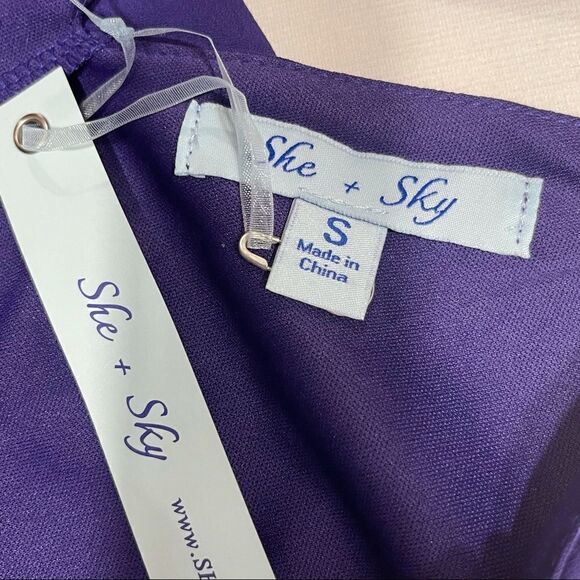 She + Sky
S
Made in
China
She + Sky
www.SH